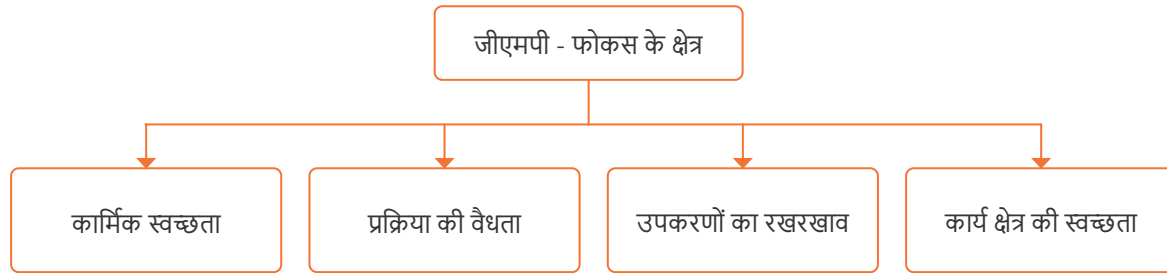 जीएमपी - फोकस के क्षेत्र
कार्मिक स्वच्छता
प्रक्रिया की वैधता
उपकरणों का रखरखाव
कार्य क्षेत्र की स्वच्छता